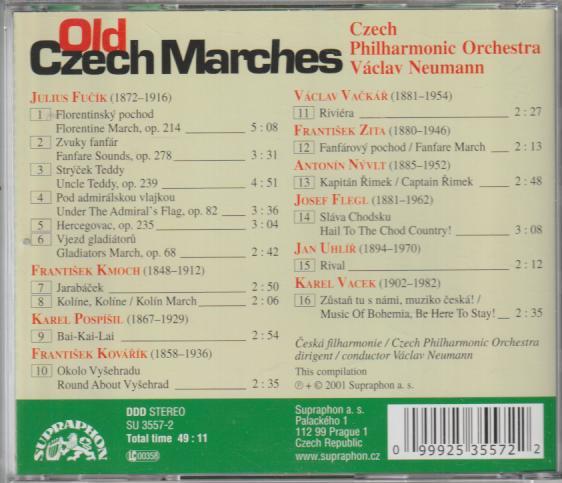 Old
Czech Marches
Czech
Philharmonic Orchestra
Václav Neumann
JULIUS FUČÍK (1872–1916)
1 Florentinský pochod
Florentine March, op. 214 5 : 08
2 Zvuky fanfár
Fanfare Sounds, op. 278 3 : 31
3 Strýček Teddy
Uncle Teddy, op. 239 4 : 51
4 Pod admirálskou vlajkou
Under The Admiral's Flag, op. 82 3 : 36
5 Hercegovac, op. 235 3 : 04
6 Vjezd gladiátorů
Gladiators March, op. 68 2 : 42
FRANTIŠEK KMOCH (1848–1912)
7 Jarabáček 2 : 50
8 Kolíne, Kolíne / Kolín March 2 : 06
KAREL POSPÍŠIL (1867–1929)
9 Bai-Kai-Lai 2 : 54
FRANTIŠEK KOVÁŘÍK (1858–1936)
10 Okolo Vyšehradu
Round About Vyšehrad 2 : 35
VÁCLAV VAČKÁŘ (1881–1954)
11 Riviéra 2 : 27
FRANTIŠEK ZITA (1880–1946)
12 Fanfárový pochod / Fanfare March 2 : 13
ANTONÍN NÝVLT (1885–1952)
13 Kapitán Řimek / Captain Řimek 2 : 48
JOSEF FLEGL (1881–1962)
14 Sláva Chodsku
Hail To The Chod Country! 3 : 08
JAN UHLÍŘ (1894–1970)
15 Rival 2 : 12
KAREL VACEK (1902–1982)
16 Zůstaň tu s námi, muziko česká! /
Music Of Bohemia, Be Here To Stay! 2 : 35
Česká filharmonie / Czech Philharmonic Orchestra
dirigent / conductor Václav Neumann
This compilation
℗ + © 2001 Supraphon a. s.
SUPRAPHON
DDD STEREO
SU 3557-2
Total time 49 : 11
LC 00358
Supraphon a. s.
Palackého 1
112 99 Prague 1
Czech Republic
www.supraphon.cz
0 99925 35572 2